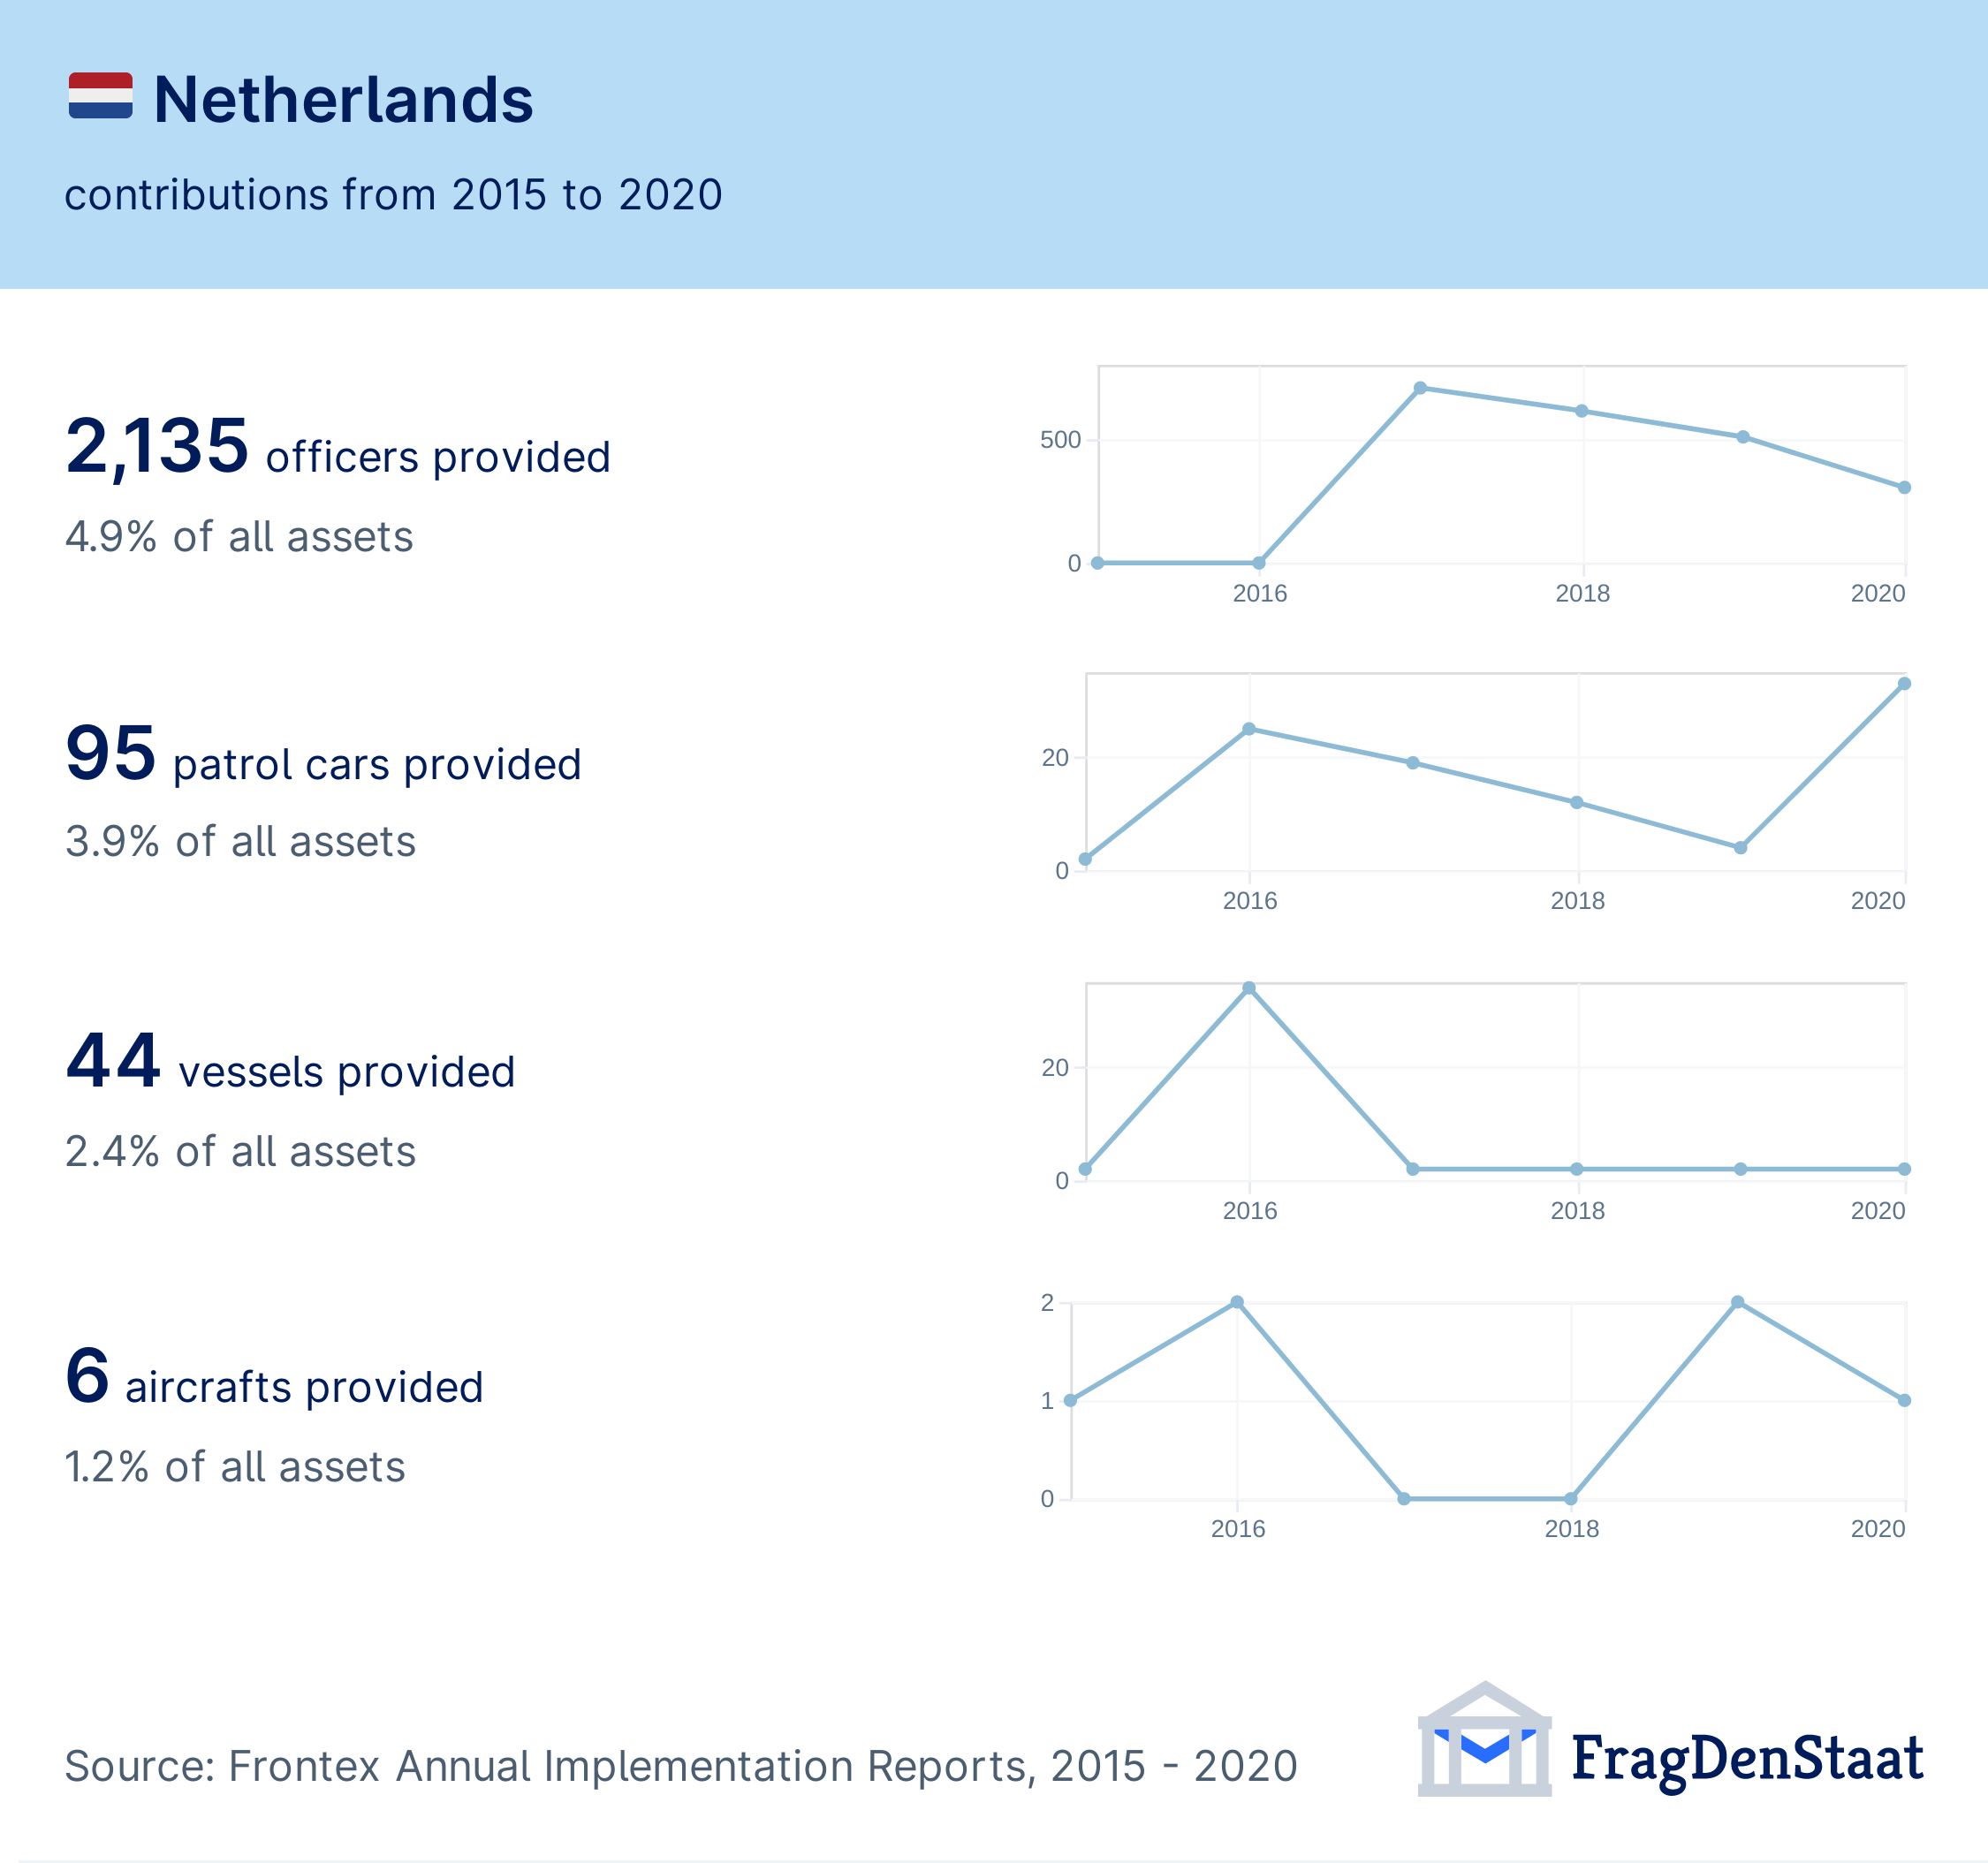 Netherlands
contributions from 2015 to 2020
2,135 officers provided
4.9% of all assets
500
0
2016 2018 2020
95 patrol cars provided
3.9% of all assets
20
0
2016 2018 2020
44 vessels provided
2.4% of all assets
20
0
2016 2018 2020
6 aircrafts provided
1.2% of all assets
2
1
0
2016 2018 2020
Source: Frontex Annual Implementation Reports, 2015 - 2020
FragDenStaat